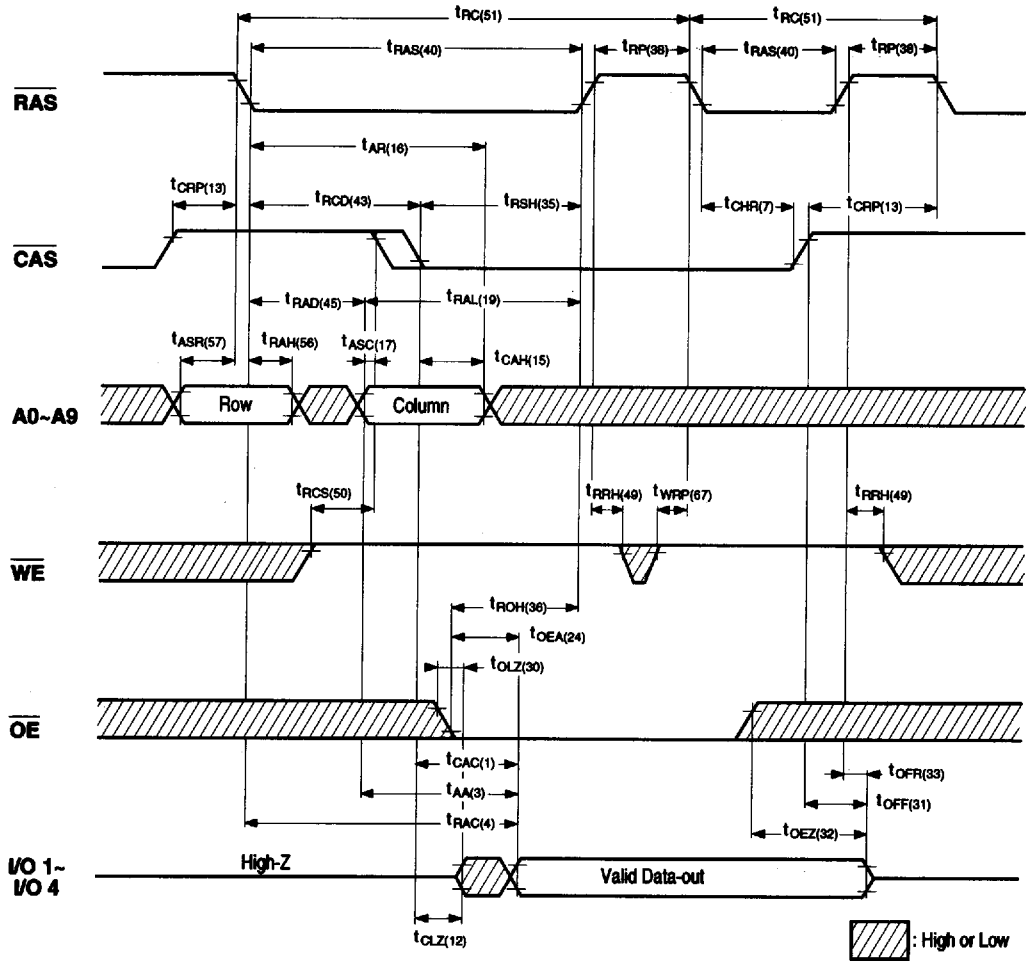 tRC(51) tRC(51)
tRAS(40) tRP(38) tRAS(40) tRP(38)
RAS
tAR(16)
tCRP(13) tRCD(43) tRSH(35) tCHR(7) tCRP(13)
CAS
tRAD(45) tRAL(19)
tASR(57) tRAH(56) tASC(17) tCAH(15)
A0~A9 Row Column
tRCS(50) tRRH(49) tWRP(67) tRRH(49)
WE
tROH(36)
tOEA(24)
tOLZ(30)
OE
tCAC(1) tOFR(33)
tAA(3) tOFF(31)
tRAC(4) tOEZ(32)
I/O 1~
I/O 4
High-Z Valid Data-out
tCLZ(12)
: High or Low